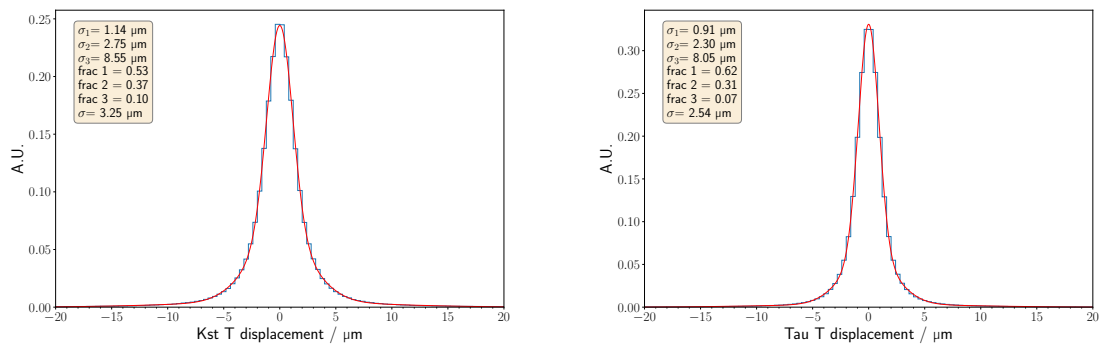 σ1= 1.14 μm
σ2= 2.75 μm
σ3= 8.55 μm
frac 1 = 0.53
frac 2 = 0.37
frac 3 = 0.10
σ= 3.25 μm
0.25
0.20
0.15
0.10
0.05
0.00
A.U.
−20 −15 −10 −5 0 5 10 15 20
Kst T displacement / μm
σ1= 0.91 μm
σ2= 2.30 μm
σ3= 8.05 μm
frac 1 = 0.62
frac 2 = 0.31
frac 3 = 0.07
σ= 2.54 μm
0.30
0.25
0.20
0.15
0.10
0.05
0.00
A.U.
−20 −15 −10 −5 0 5 10 15 20
Tau T displacement / μm